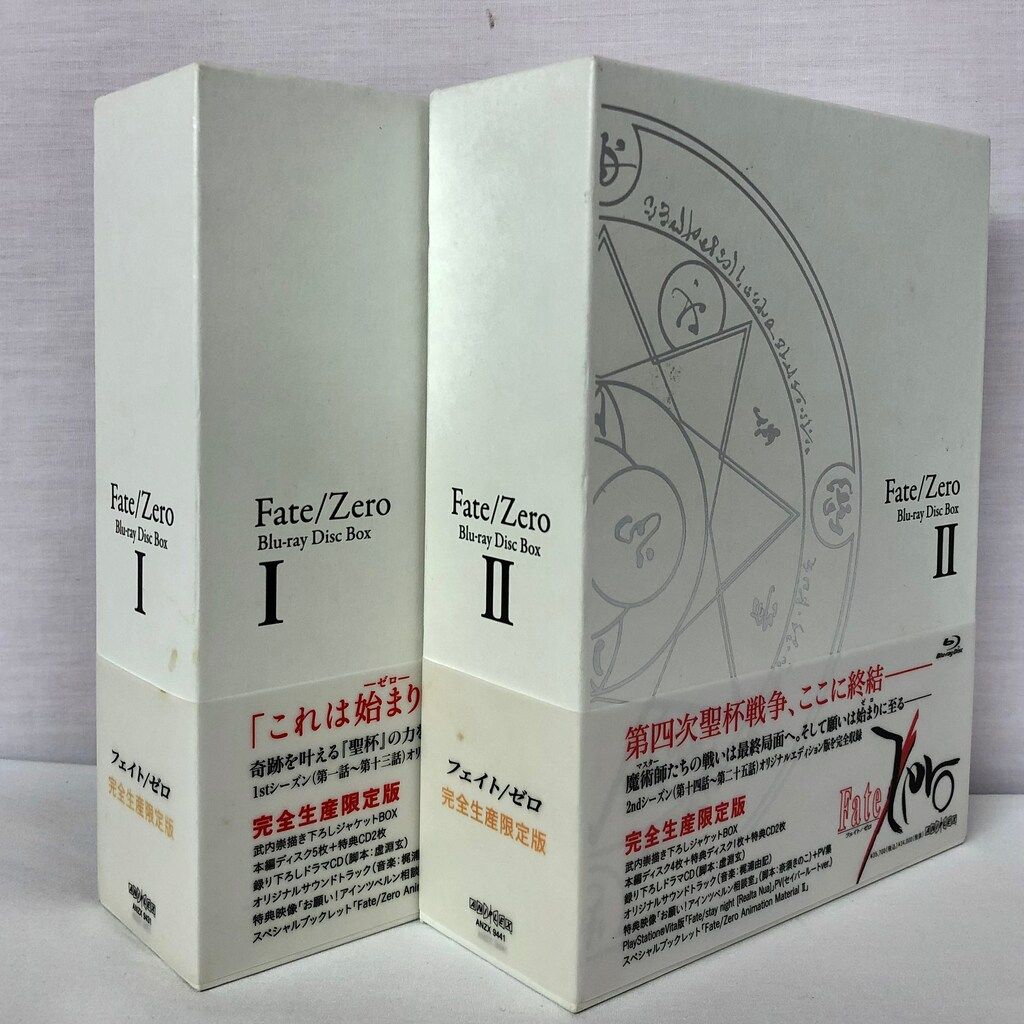 Fate/Zero
Blu-ray Disc Box
I
フェイト/ゼロ
完全生産限定版
ANZX 9431
Fate/Zero
Blu-ray Disc Box
I
―ゼロ―
「これは始まり
奇跡を叶える『聖杯』の力を
1stシーズン(第一話~第十三話)オリ
完全生産限定版
武内崇描き下ろしジャケットBOX
本編ディスク5枚+特典CD2枚
録り下ろしドラマCD(脚本:虚淵玄)
オリジナルサウンドトラック(音楽:梶浦
特典映像「お願い!アインツベルン相談
スペシャルブックレット「Fate/Zero Anim
Fate/Zero
Blu-ray Disc Box
II
フェイト/ゼロ
完全生産限定版
ANZX 9441
Fate/Zero
Blu-ray Disc Box
II
Blu-ray Disc
第四次聖杯戦争、ここに終結――
マスター
ゼロ
魔術師たちの戦いは最終局面へ。そして願いは始まりに至る――
2ndシーズン(第十四話~第二十五話)オリジナルエディション版を完全収録
完全生産限定版
武内崇描き下ろしジャケットBOX
本編ディスク4枚+特典ディスク1枚+特典CD2枚
録り下ろしドラマCD(脚本:虚淵玄)
オリジナルサウンドトラック(音楽:梶浦由記)
特典映像「お願い!アインツベルン相談室」(脚本:奈須きのこ)+PV集
PlayStation®Vita版「Fate/stay night [Realta Nua]」PV(セイバールートver.)
スペシャルブックレット「Fate/Zero Animation Material II」
Fate/Zero
フェイト/ゼロ